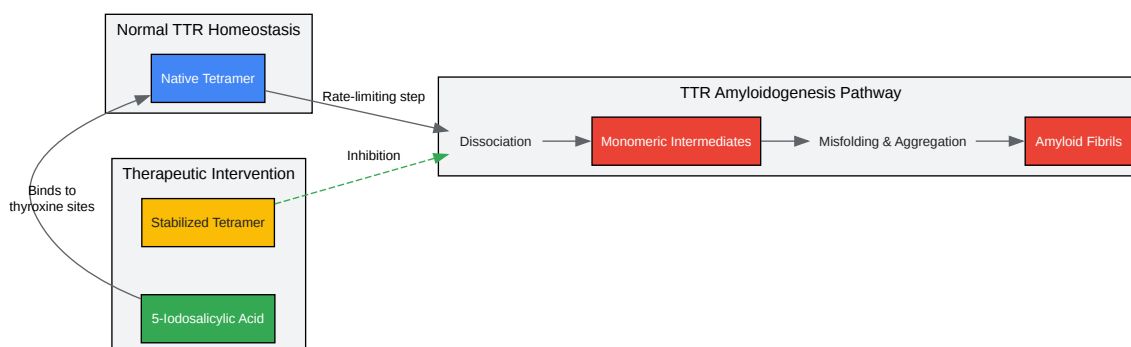 Normal TTR Homeostasis
Native Tetramer
Rate-limiting step
TTR Amyloidogenesis Pathway
Dissociation
Monomeric Intermediates
Misfolding & Aggregation
Amyloid Fibrils
Inhibition
Therapeutic Intervention
Binds to
thyroxine sites
Stabilized Tetramer
5-Iodosalicylic Acid